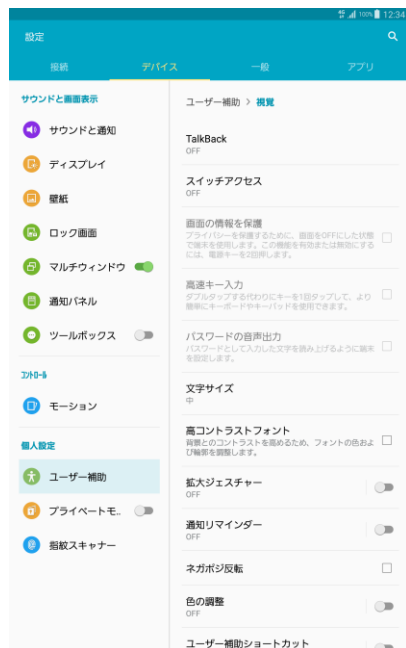 4G 100% 12:34
設定
接続 デバイス 一般 アプリ
サウンドと画面表示
サウンドと通知
ディスプレイ
壁紙
ロック画面
マルチウィンドウ
通知パネル
ツールボックス
コントロール
モーション
個人設定
ユーザー補助
プライベートモ..
指紋スキャナー
ユーザー補助 > 視覚
TalkBack
OFF
スイッチアクセス
OFF
画面の情報を保護
プライバシーを保護するために、画面をOFFにした状態
で端末を使用します。この機能を有効または無効にする
には、電源キーを2回押します。
高速キー入力
ダブルタップする代わりにキーを1回タップして、より
簡単にキーボードやキーパッドを使用できます。
パスワードの音声出力
パスワードとして入力した文字を読み上げるように端末
を設定します。
文字サイズ
中
高コントラストフォント
背景とのコントラストを高めるため、フォントの色およ
び輪郭を調整します。
拡大ジェスチャー
OFF
通知リマインダー
OFF
ネガポジ反転
色の調整
OFF
ユーザー補助ショートカット